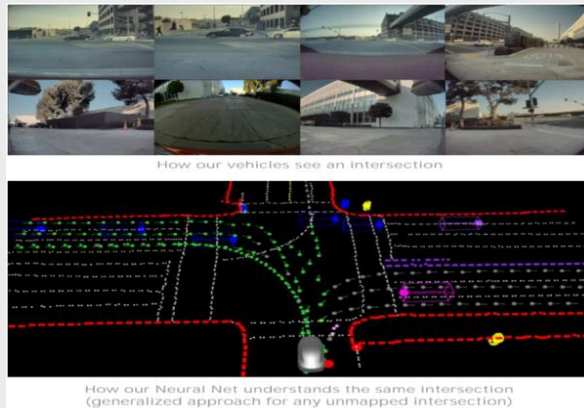 How our vehicles see an intersection
How our Neural Net understands the same intersection
(generalized approach for any unmapped intersection)